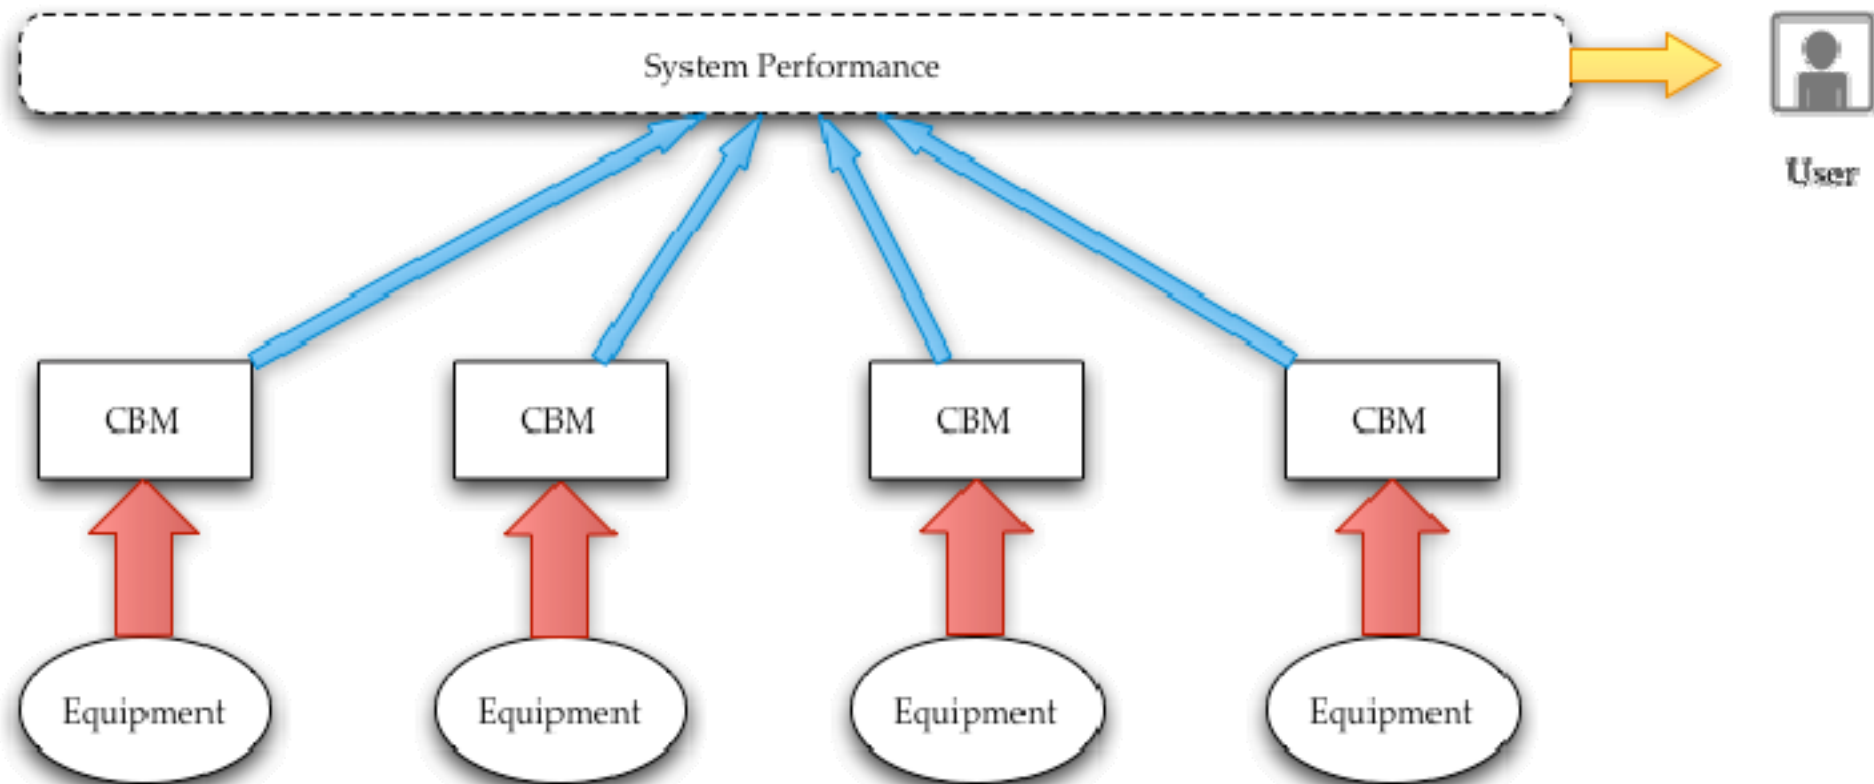 System Performance
User
CBM
CBM
CBM
CBM
Equipment
Equipment
Equipment
Equipment